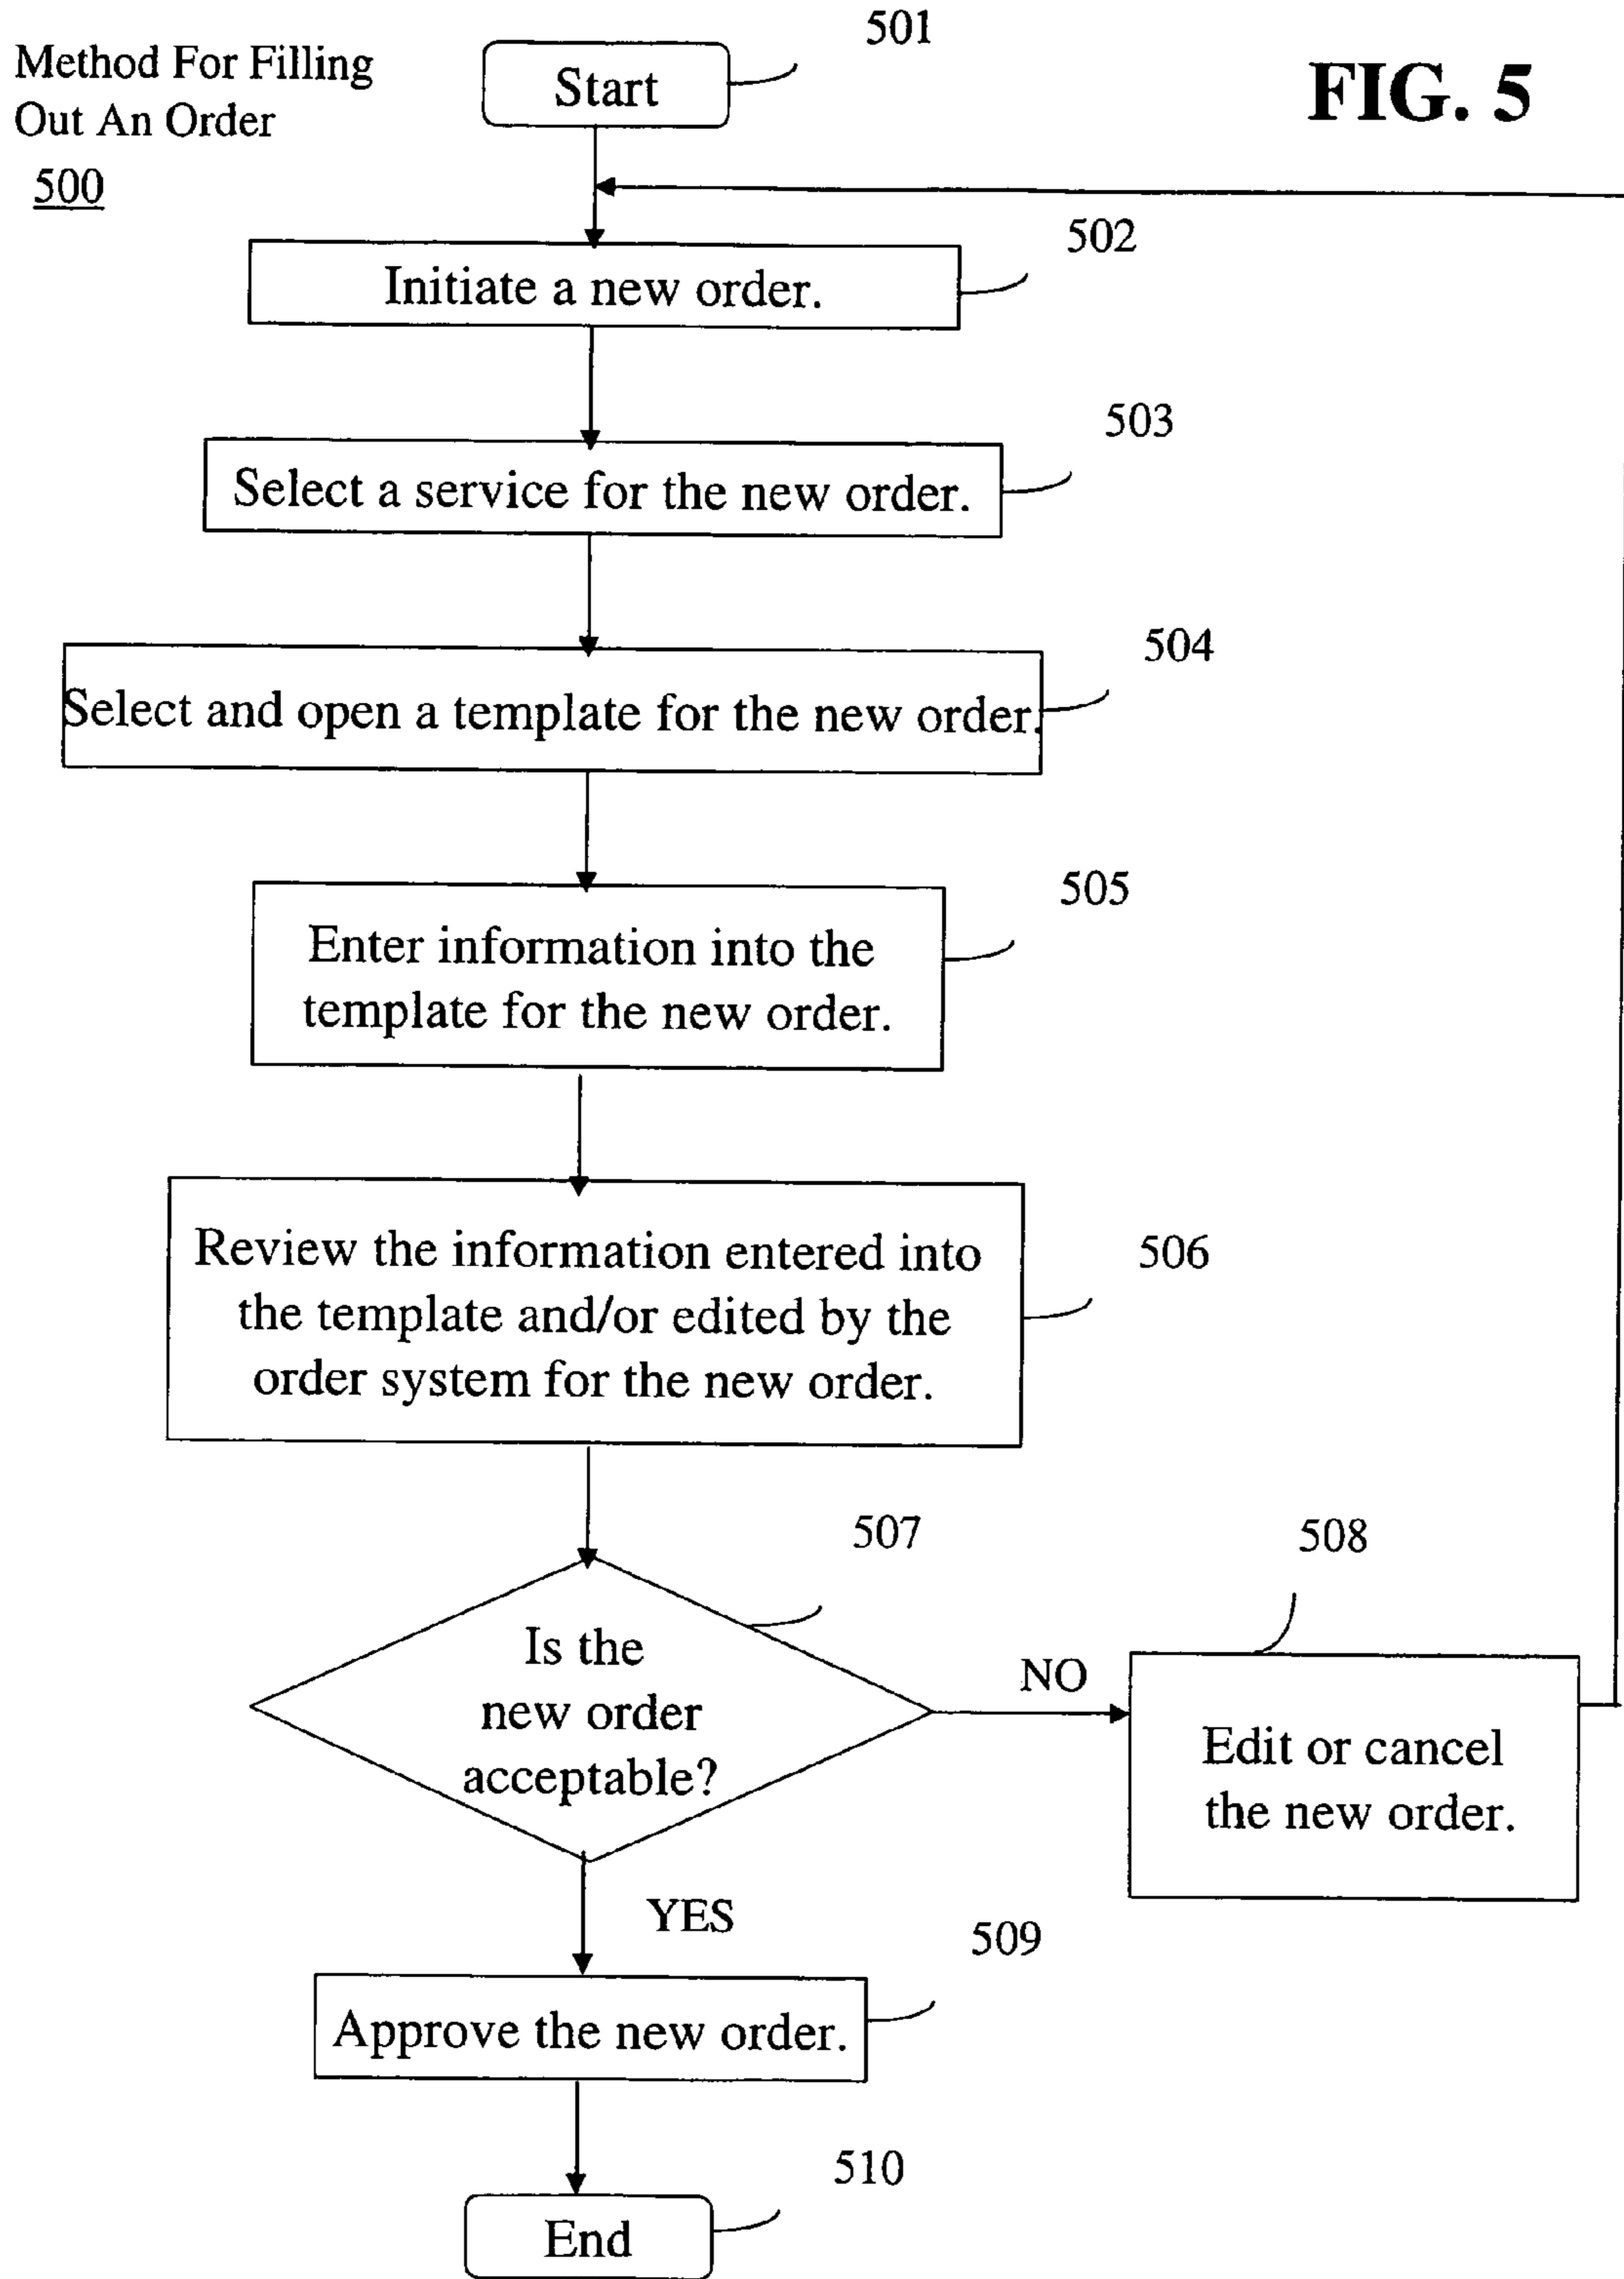 Method For Filling
Out An Order
500
Start
501
FIG. 5
Initiate a new order.
502
Select a service for the new order.
503
Select and open a template for the new order.
504
Enter information into the
template for the new order.
505
Review the information entered into
the template and/or edited by the
order system for the new order.
506
Is the
new order
acceptable?
507
NO
Edit or cancel
the new order.
508
YES
Approve the new order.
509
End
510